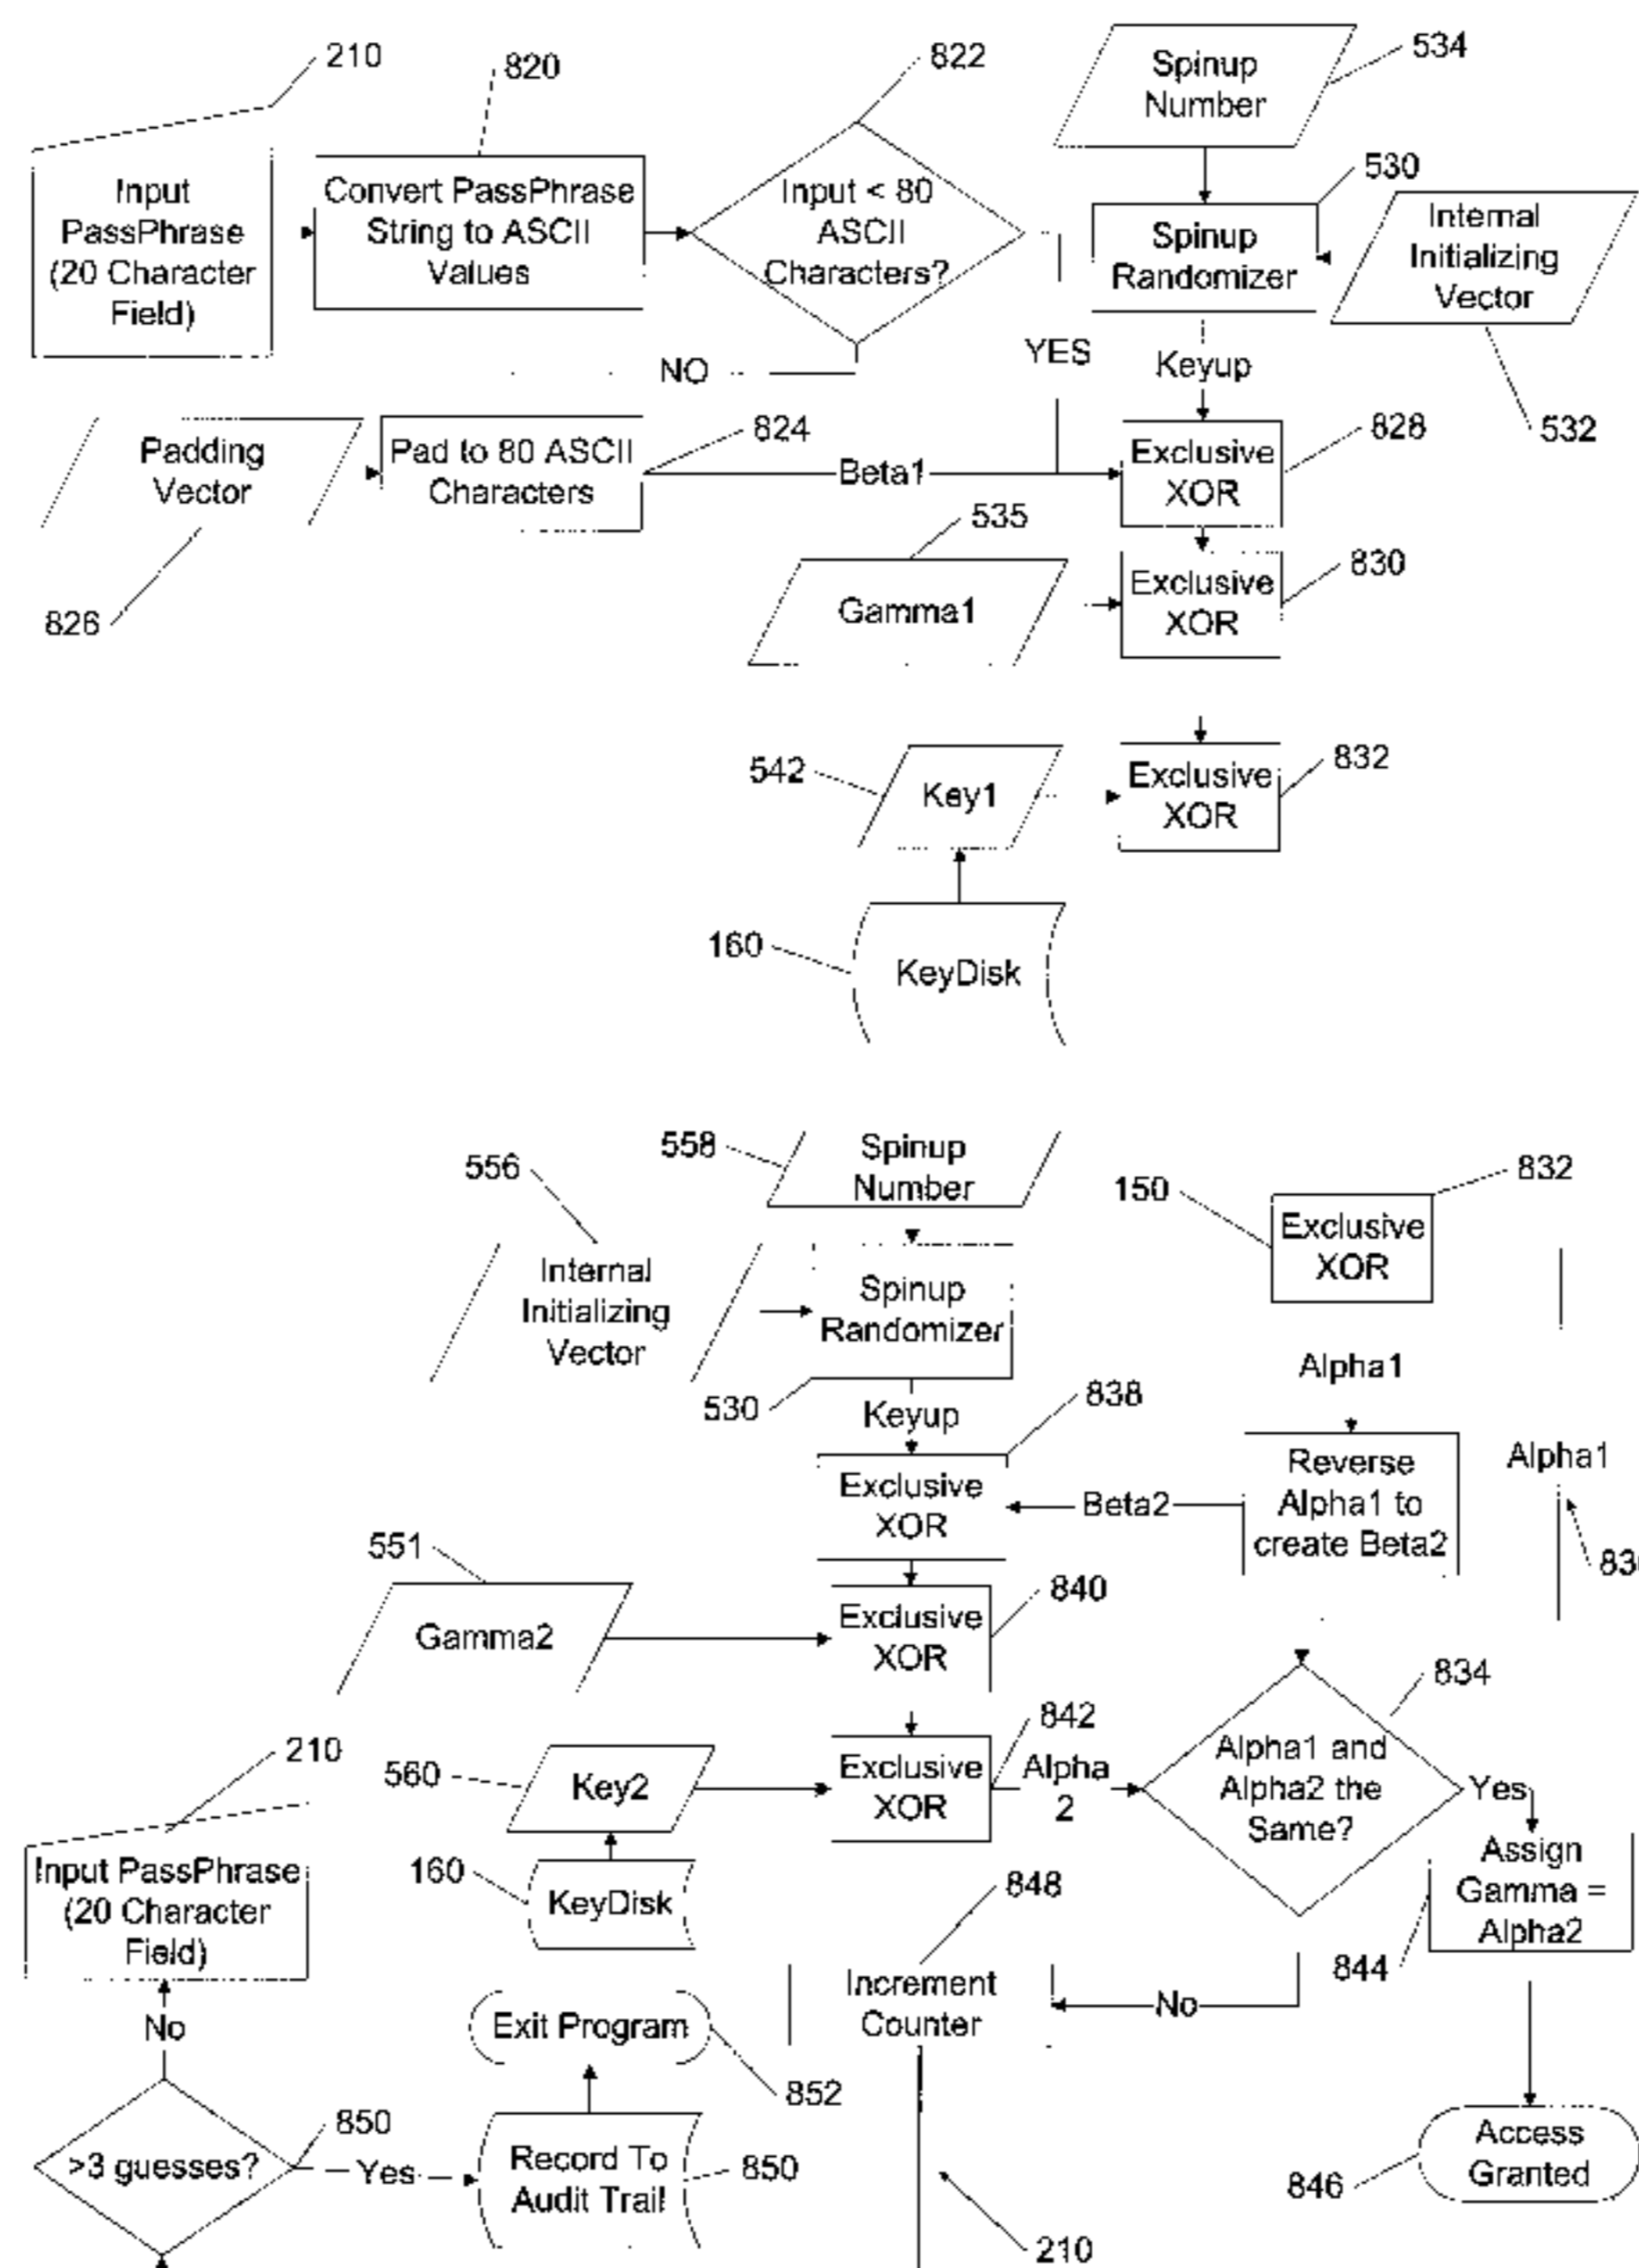 210
820
822
Spinup
Number
534
Input
PassPhrase
(20 Character
Field)
Convert PassPhrase
String to ASCII
Values
Input < 80
ASCII
Characters?
530
Spinup
Randomizer
Internal
Initializing
Vector
NO
YES
Keyup
532
Padding
Vector
Pad to 80 ASCII
Characters
824
Beta1
Exclusive
XOR
828
826
535
Gamma1
Exclusive
XOR
830
542
Key1
Exclusive
XOR
832
160
KeyDisk
558
Spinup
Number
556
Internal
Initializing
Vector
Spinup
Randomizer
150
832
Exclusive
XOR
530
Keyup
838
Alpha1
Exclusive
XOR
Beta2
Reverse
Alpha1 to
create Beta2
Alpha1
551
Gamma2
Exclusive
XOR
840
834
210
560
Key2
Exclusive
XOR
842
Alpha
2
Alpha1 and
Alpha2 the
Same?
Yes
Input PassPhrase
(20 Character
Field)
160
KeyDisk
848
Assign
Gamma =
Alpha2
844
Increment
Counter
No
No
Exit Program
852
>3 guesses?
850
Yes
Record To
Audit Trail
850
Access
Granted
846
210